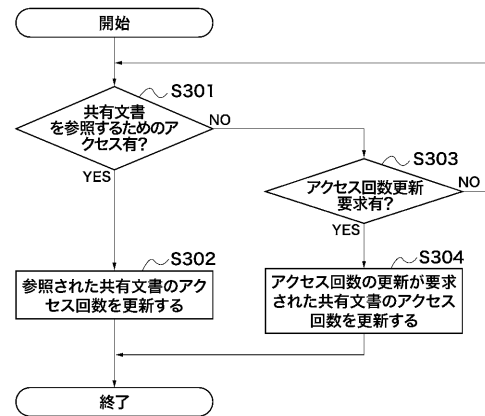 開始
S301
共有文書
を参照するためのア
クセス有?
NO
YES
S303
アクセス回数更新
要求有?
NO
YES
S302
参照された共有文書のアク
セス回数を更新する
S304
アクセス回数の更新が要求
された共有文書のアクセス
回数を更新する
終了